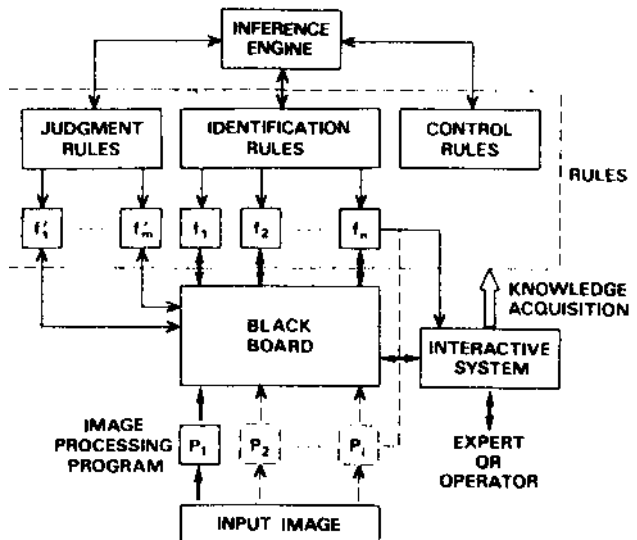 INFERENCE
ENGINE
JUDGMENT
RULES
IDENTIFICATION
RULES
CONTROL
RULES
RULES
f'1 ... f'm f1 f2 ... fn
KNOWLEDGE
ACQUISITION
BLACK
BOARD
INTERACTIVE
SYSTEM
IMAGE
PROCESSING
PROGRAM
P1 P2 ... Pi
EXPERT
OR
OPERATOR
INPUT IMAGE